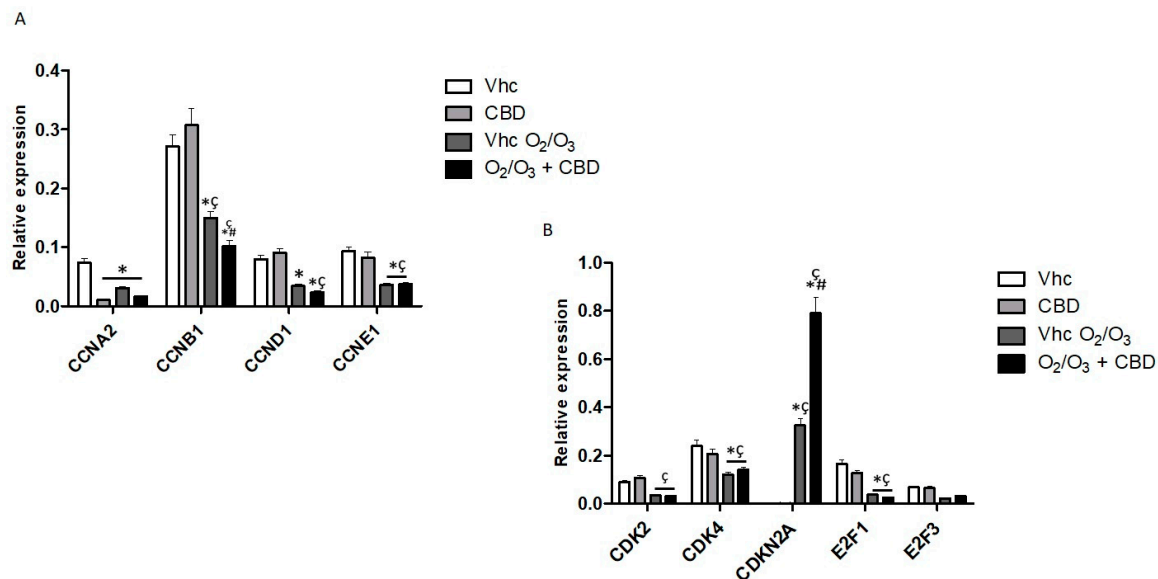 A
Relative expression
0.4
0.3
0.2
0.1
0.0
*
*ç
ç
*#
*
*ç
*ç
CCNA2
CCNB1
CCND1
CCNE1
Vhc
CBD
Vhc O₂/O₃
O₂/O₃ + CBD
B
Relative expression
1.0
0.8
0.6
0.4
0.2
0.0
ç
*ç
*ç
ç
*#
*ç
CDK2
CDK4
CDKN2A
E2F1
E2F3
Vhc
CBD
Vhc O₂/O₃
O₂/O₃ + CBD